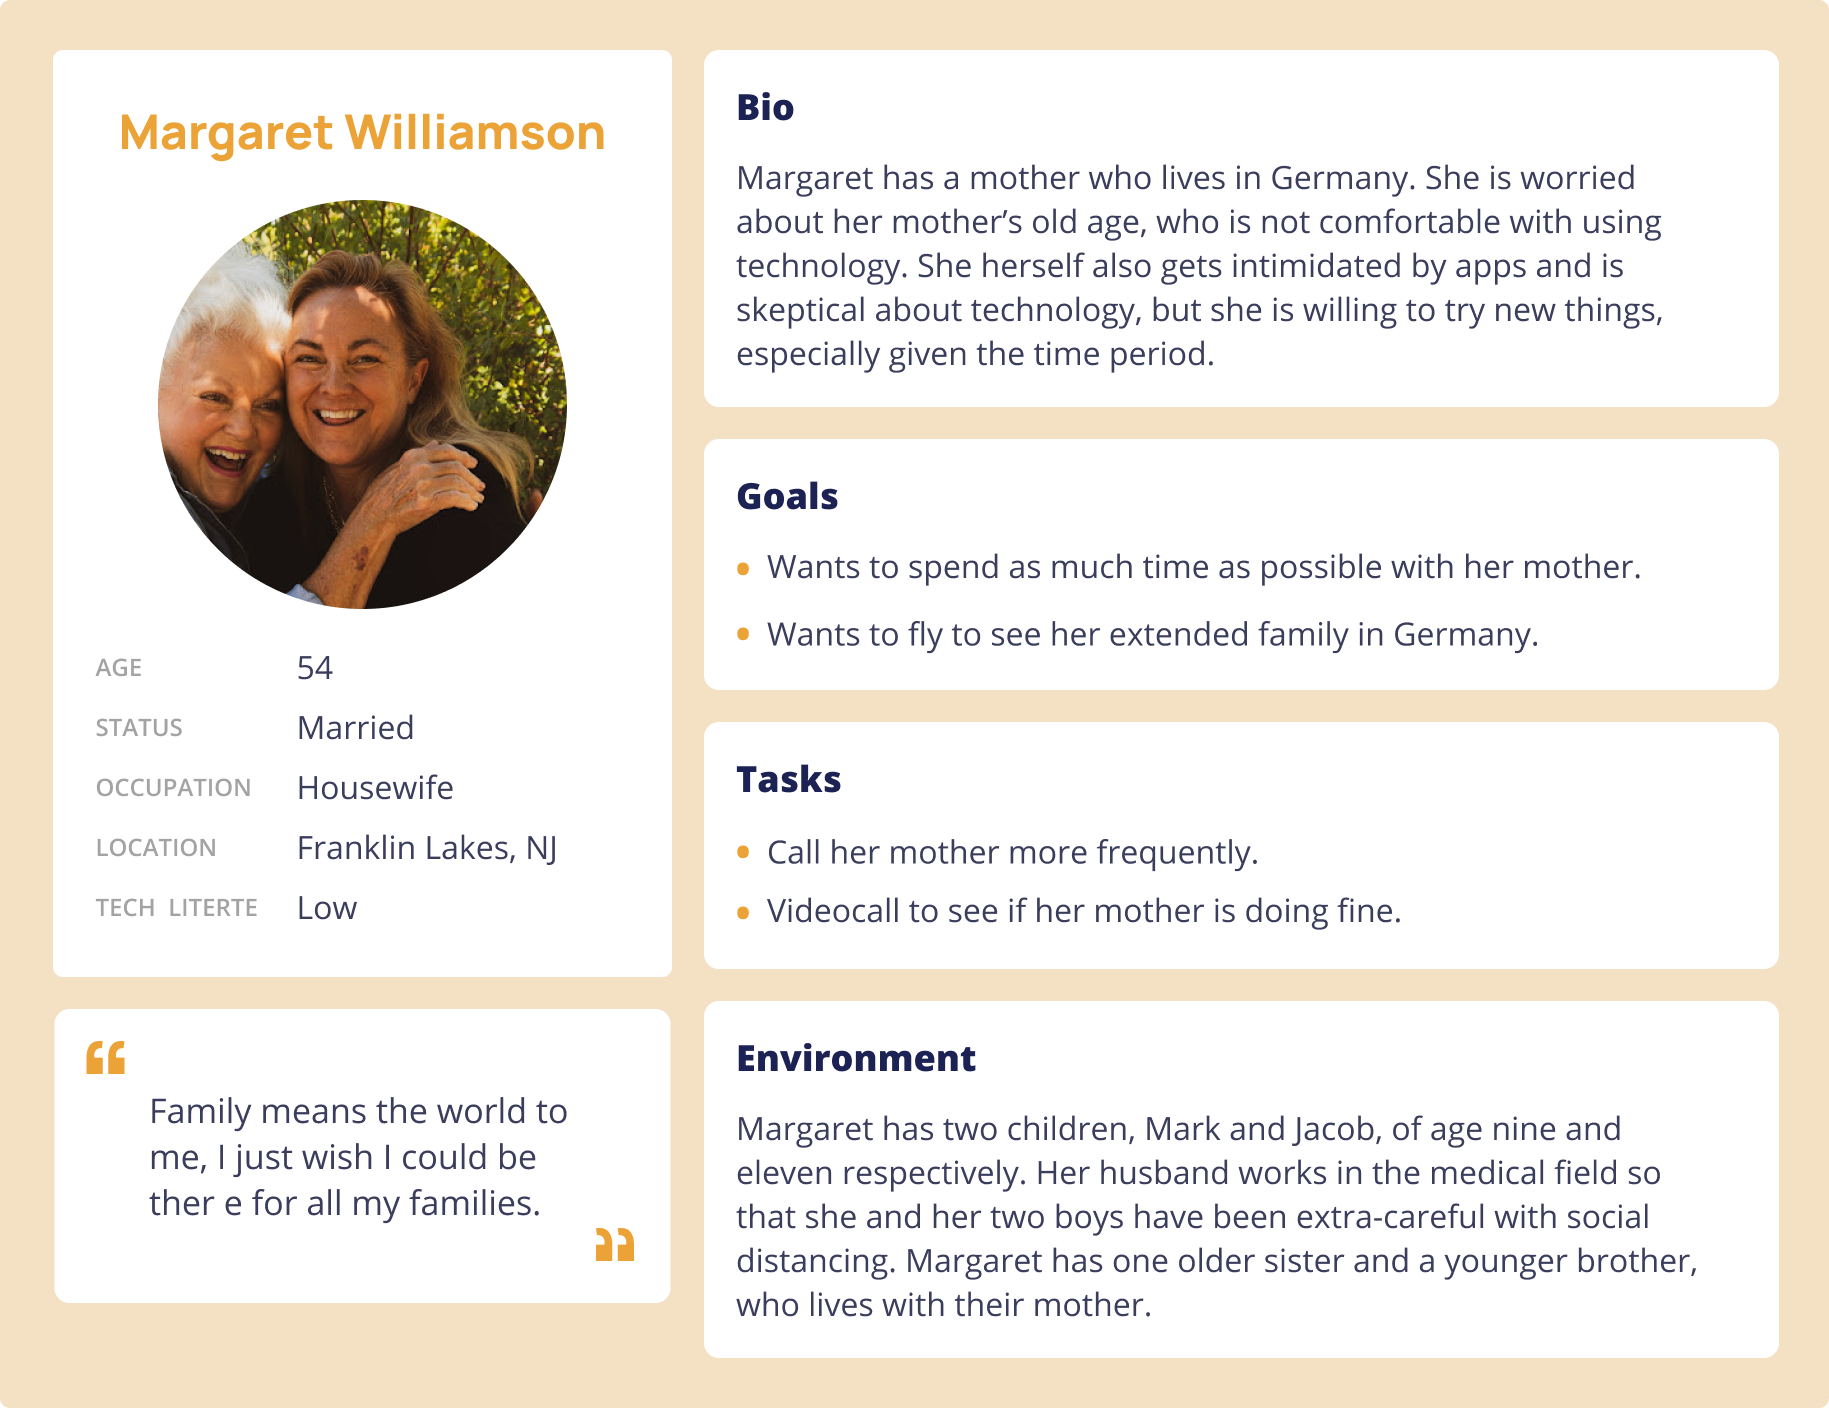 Margaret Williamson
AGE 54
STATUS Married
OCCUPATION Housewife
LOCATION Franklin Lakes, NJ
TECH LITERTE Low
“
Family means the world to
me, I just wish I could be
ther e for all my families.
”
Bio
Margaret has a mother who lives in Germany. She is worried
about her mother’s old age, who is not comfortable with using
technology. She herself also gets intimidated by apps and is
skeptical about technology, but she is willing to try new things,
especially given the time period.
Goals
• Wants to spend as much time as possible with her mother.
• Wants to fly to see her extended family in Germany.
Tasks
• Call her mother more frequently.
• Videocall to see if her mother is doing fine.
Environment
Margaret has two children, Mark and Jacob, of age nine and
eleven respectively. Her husband works in the medical field so
that she and her two boys have been extra-careful with social
distancing. Margaret has one older sister and a younger brother,
who lives with their mother.